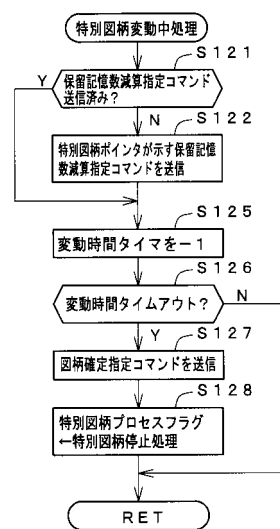 特別図柄変動中処理
S121
Y
保留記憶数減算指定コマンド
送信済み?
N
S122
特別図柄ポインタが示す保留記憶
数減算指定コマンドを送信
S125
変動時間タイマを-1
S126
変動時間タイムアウト?
N
Y
S127
図柄確定指定コマンドを送信
S128
特別図柄プロセスフラグ
←特別図柄停止処理
RET